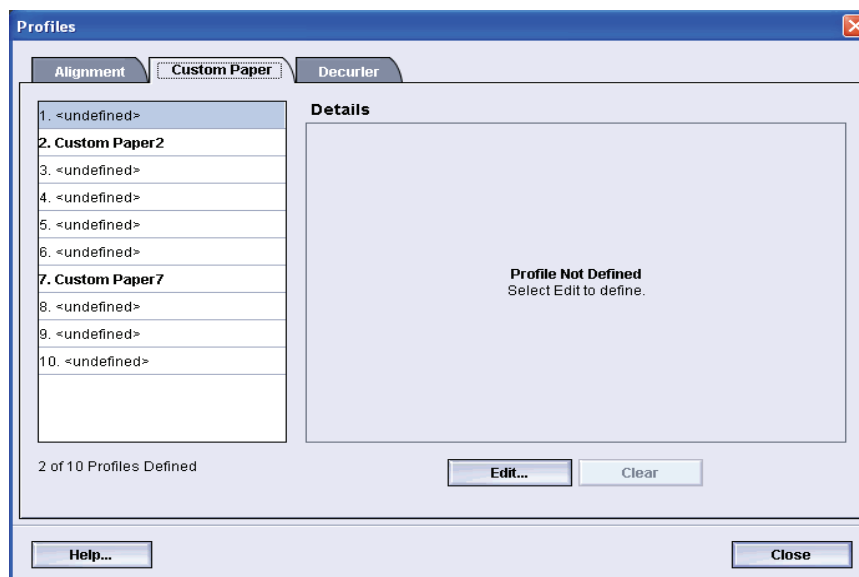 Profiles
Alignment Custom Paper Decurler
1. <undefined>
2. Custom Paper2
3. <undefined>
4. <undefined>
5. <undefined>
6. <undefined>
7. Custom Paper7
8. <undefined>
9. <undefined>
10. <undefined>
2 of 10 Profiles Defined
Details
Profile Not Defined
Select Edit to define.
Edit... Clear
Help... Close